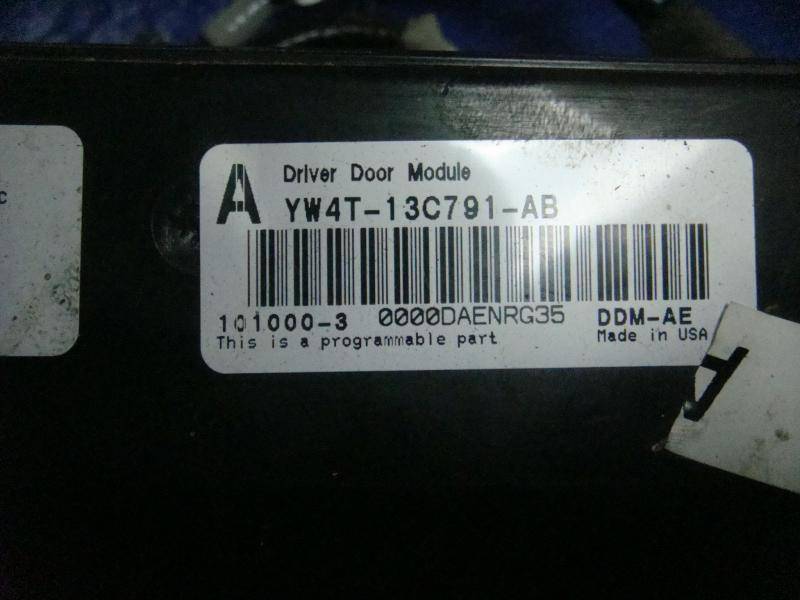 A Driver Door Module
YW4T-13C791-AB
101000-3 0000DAENRG35 DDM-AE
This is a programmable part Made in USA
c